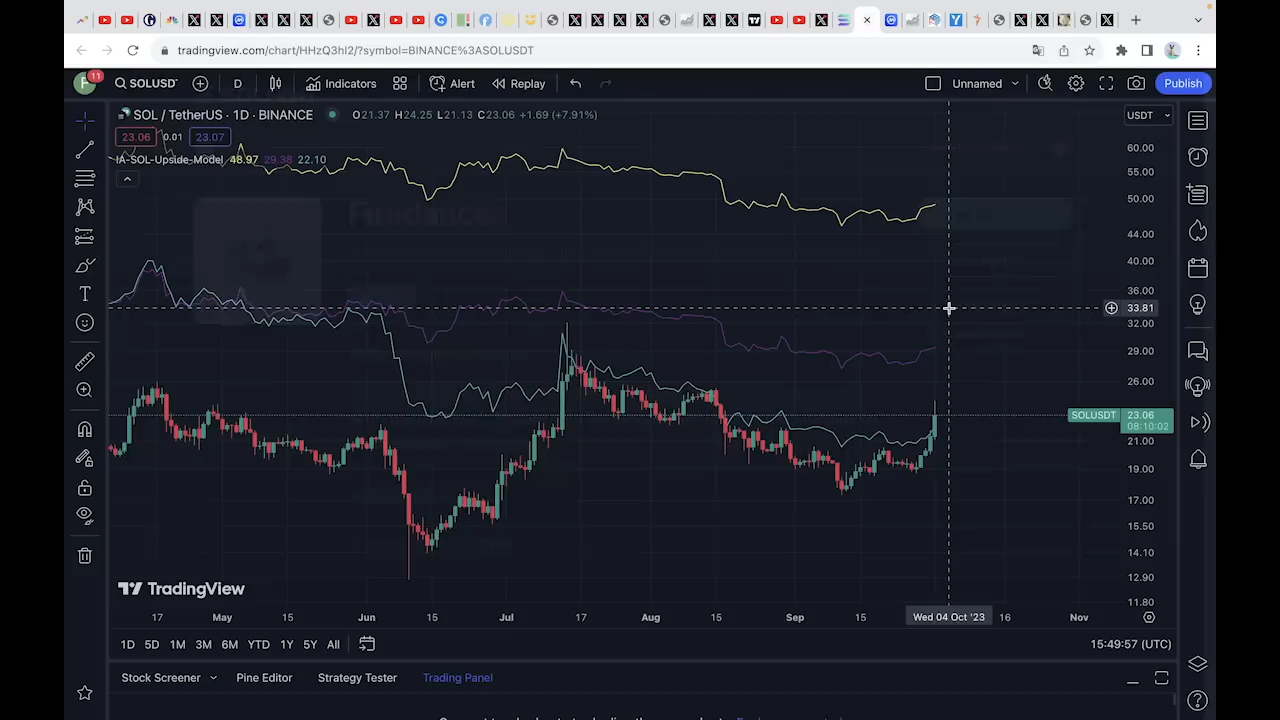 tradingview.com/chart/HHzQ3hI2/?symbol=BINANCE%3ASOLUSDT
11
F
SOLUSDT
D
Indicators
Alert
Replay
Unnamed
Publish
SOL / TetherUS · 1D · BINANCE
O21.37 H24.25 L21.13 C23.06 +1.69 (+7.91%)
USDT
23.06 0.01 23.07
IA-SOL-Upside-Model 48.97 29.38 22.10
60.00
55.00
50.00
44.00
40.00
36.00
33.81
32.00
29.00
26.00
SOLUSDT 23.06
08:10:02
21.00
19.00
17.00
15.50
14.10
12.90
11.80
TradingView
17 May 15 Jun 15 Jul 17 Aug 15 Sep 15 Wed 04 Oct '23 16 Nov
1D 5D 1M 3M 6M YTD 1Y 5Y All
15:49:57 (UTC)
Stock Screener Pine Editor Strategy Tester Trading Panel